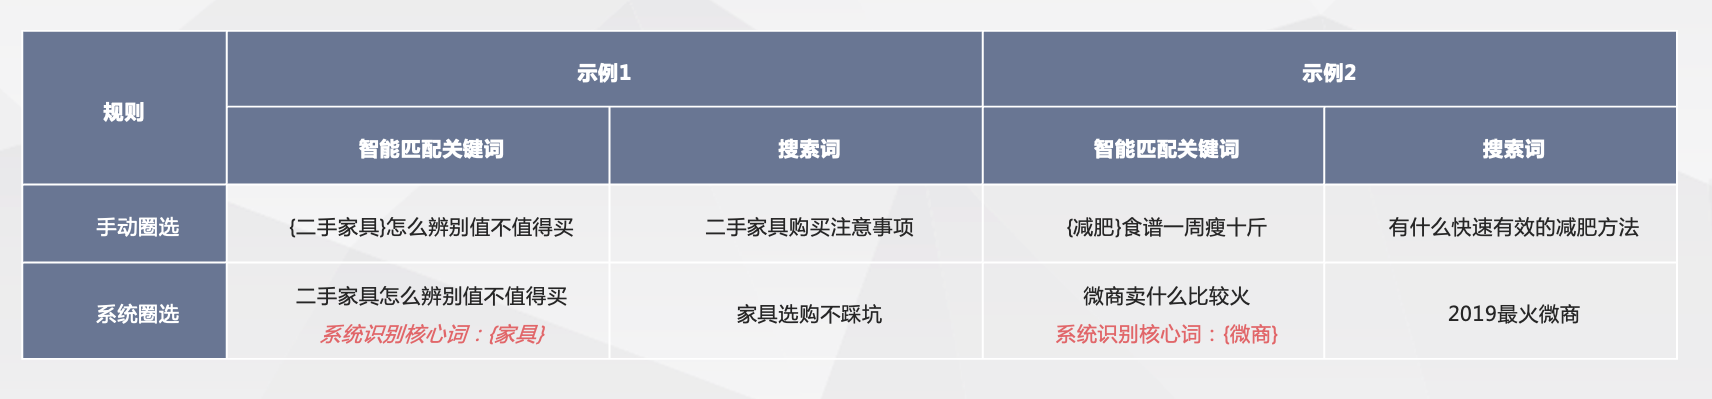 规则
示例1
示例2
智能匹配关键词
搜索词
智能匹配关键词
搜索词
手动圈选
{二手家具}怎么辨别值不值得买
二手家具购买注意事项
{减肥}食谱一周瘦十斤
有什么快速有效的减肥方法
系统圈选
二手家具怎么辨别值不值得买
系统识别核心词：{家具}
家具选购不踩坑
微商卖什么比较火
系统识别核心词：{微商}
2019最火微商